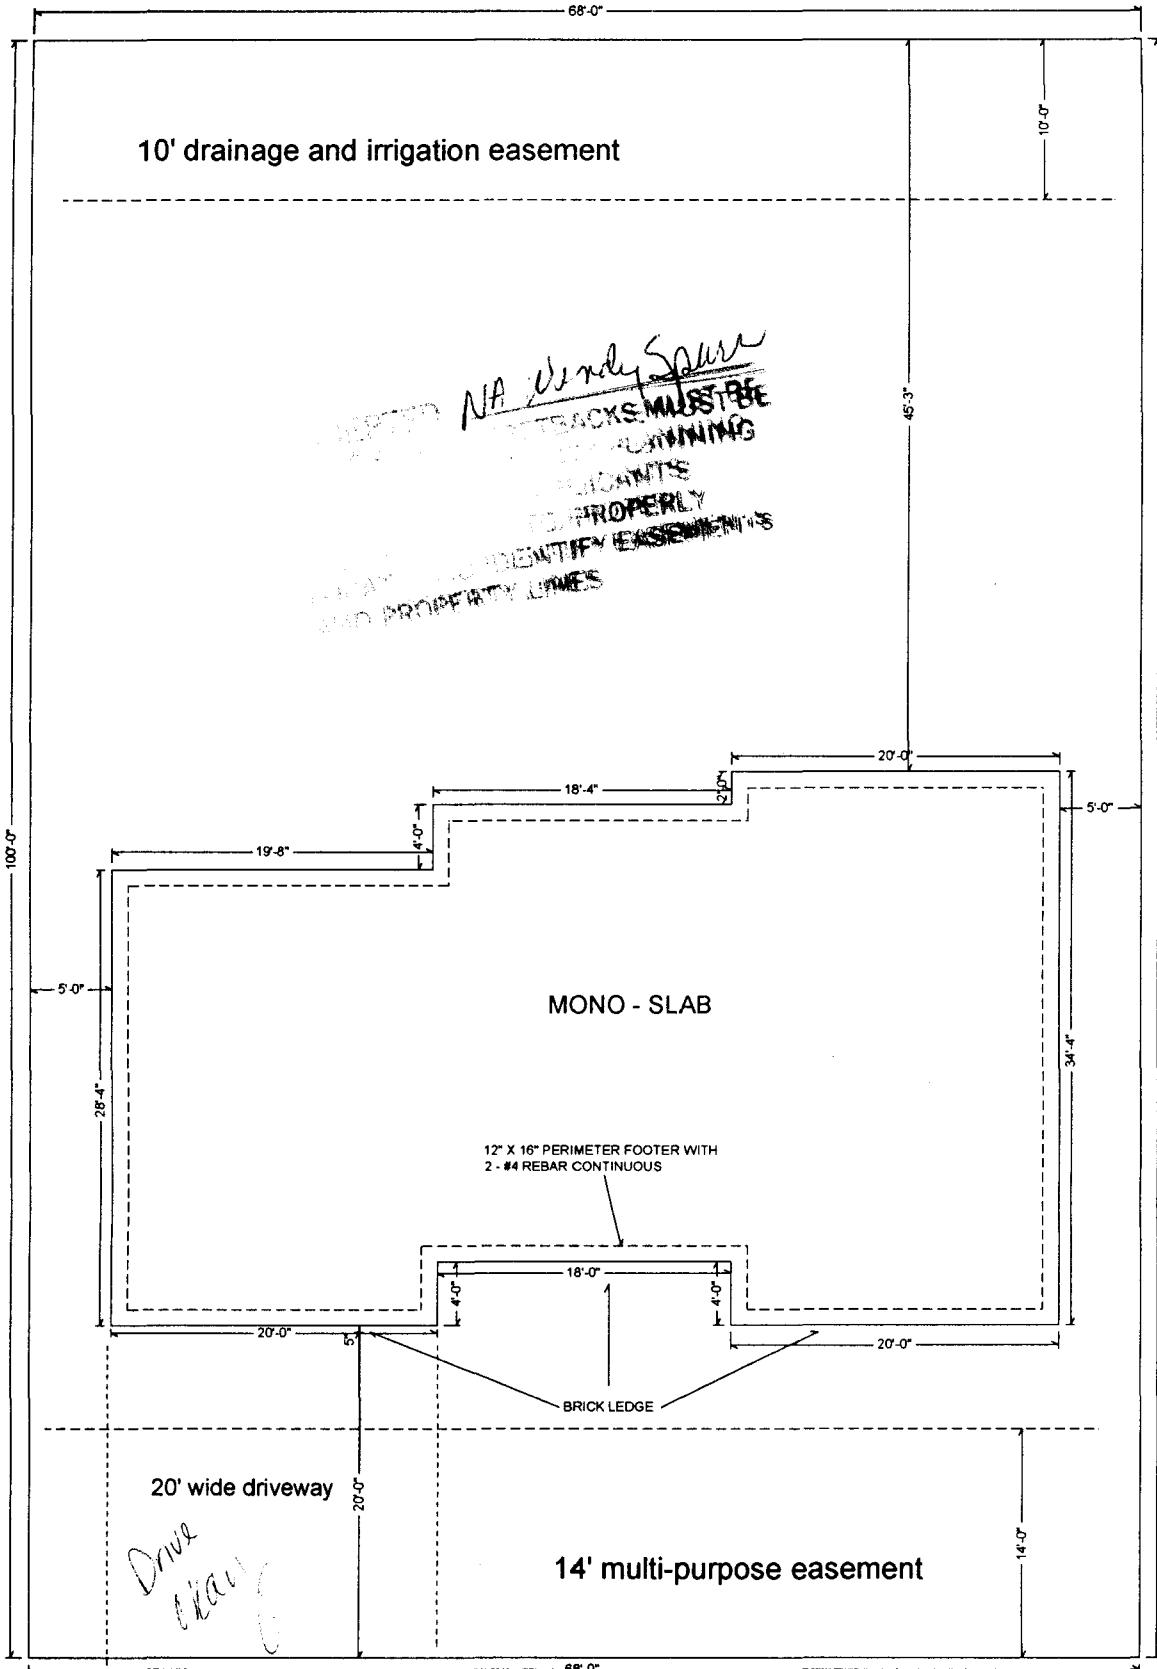 68'-0"
10' drainage and irrigation easement
10'-0"
NA
SETBACKS MUST BE
PLANNING
PROPERLY
IDENTIFY EASEMENTS
AND PROPERTY LINES
45'-3"
100'-0"
20'-0"
18'-4"
2'-0"
5'-0"
4'-0"
19'-8"
5'-0"
MONO - SLAB
34'-4"
28'-4"
12" X 16" PERIMETER FOOTER WITH
2 - #4 REBAR CONTINUOUS
18'-0"
4'-0"
4'-0"
20'-0"
5"
20'-0"
BRICK LEDGE
20' wide driveway
20'-0"
14'-0"
Drive
14' multi-purpose easement
68'-0"